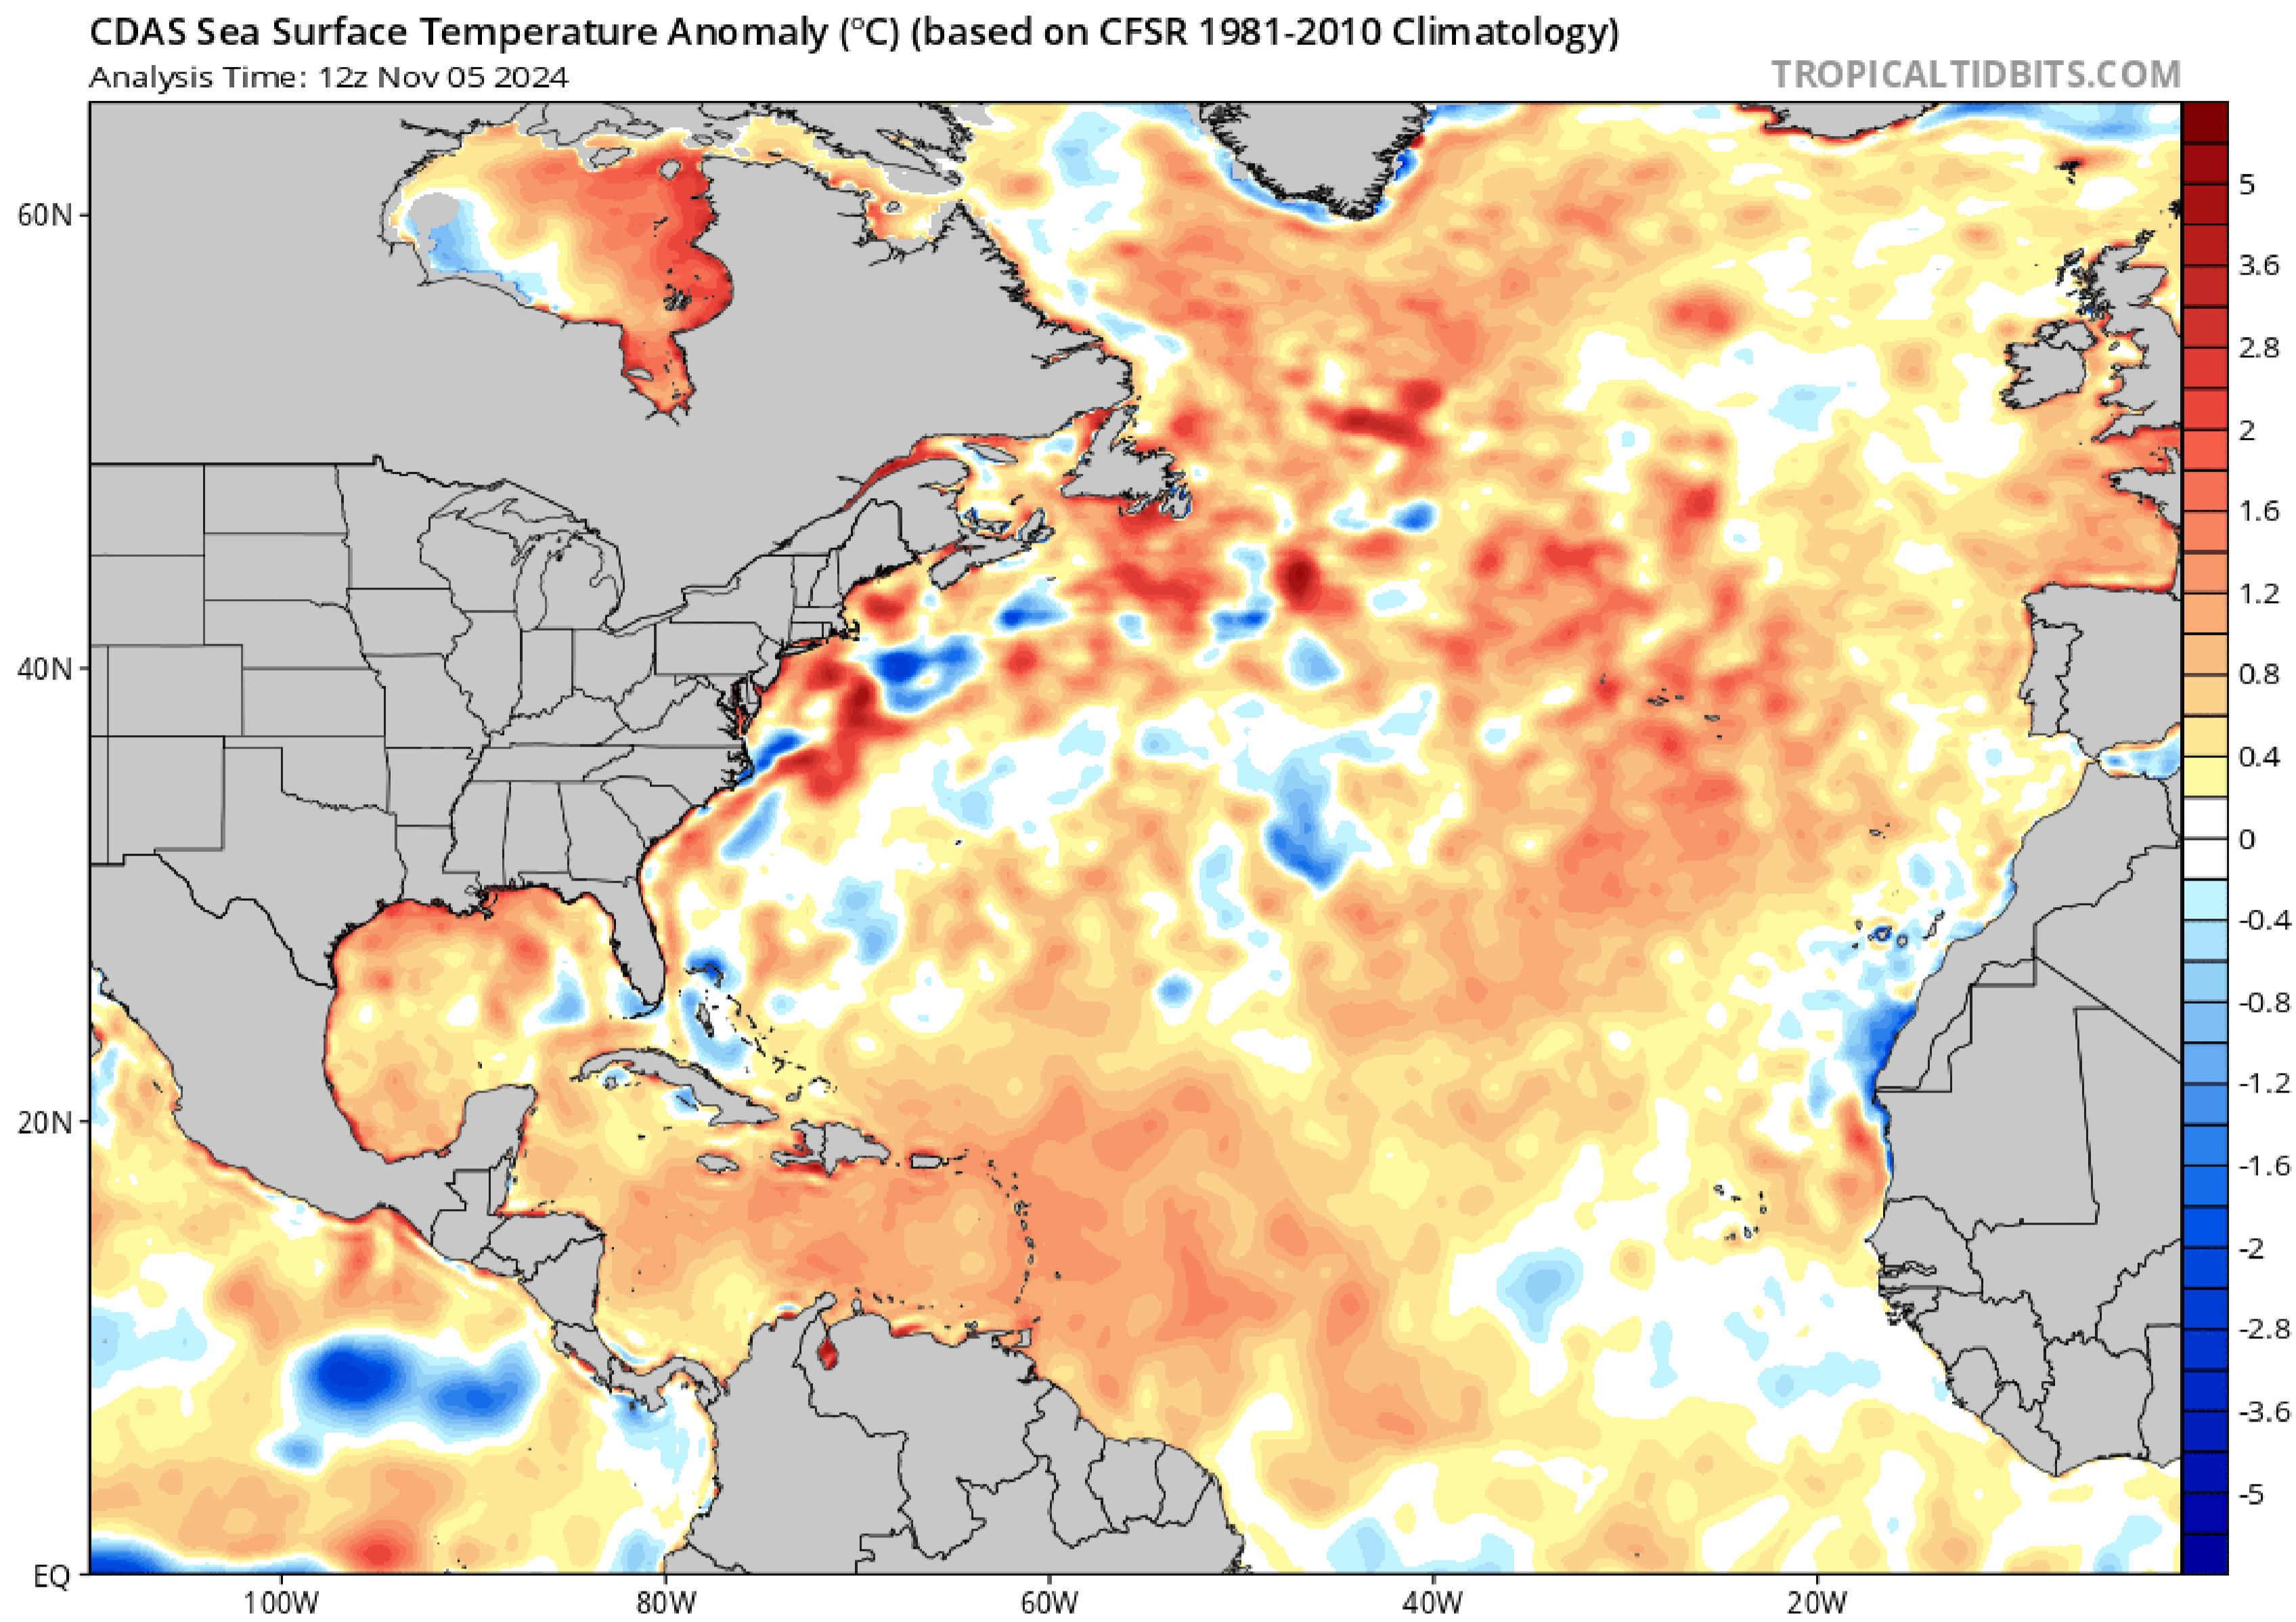 CDAS Sea Surface Temperature Anomaly (°C) (based on CFSR 1981-2010 Climatology)
Analysis Time: 12z Nov 05 2024
TROPICALTIDBITS.COM
60N
40N
20N
EQ
100W
80W
60W
40W
20W
5
3.6
2.8
2
1.6
1.2
0.8
0.4
0
-0.4
-0.8
-1.2
-1.6
-2
-2.8
-3.6
-5